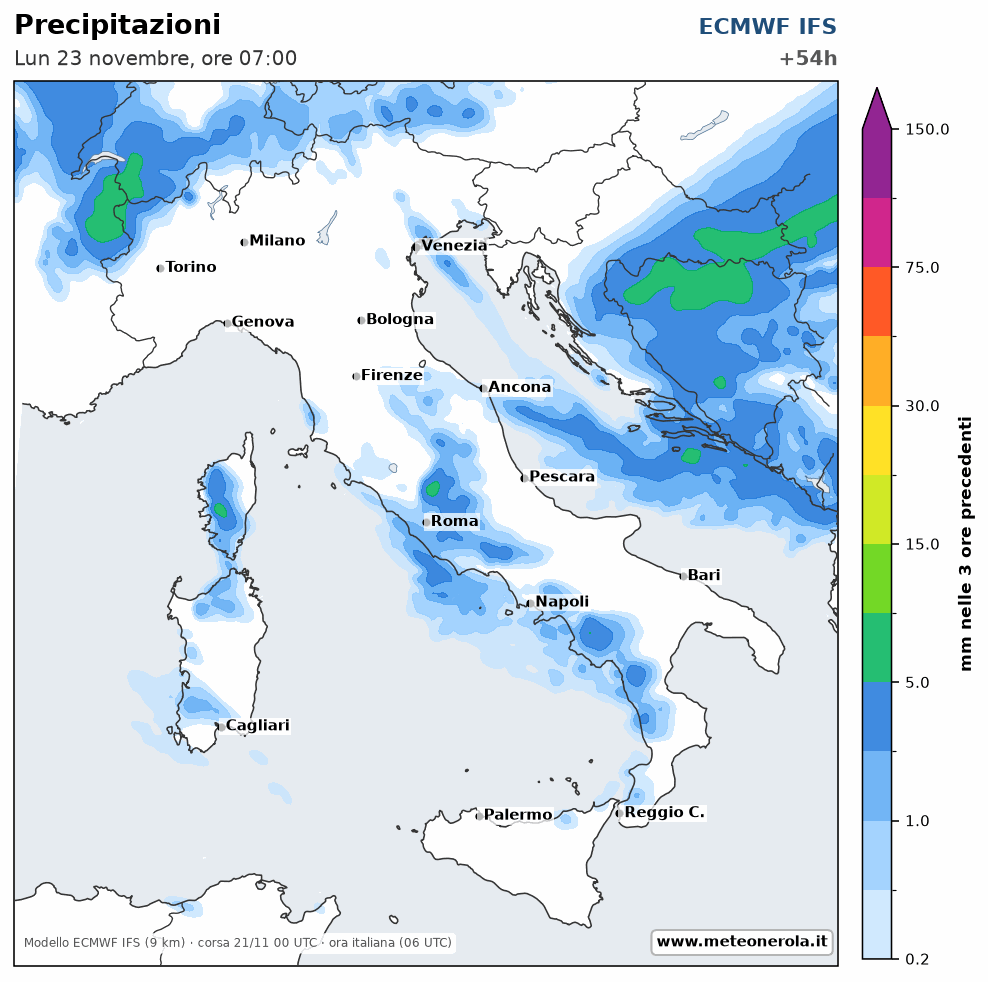 Precipitazioni
ECMWF IFS
Lun 23 novembre, ore 07:00
+54h
150.0
75.0
30.0
15.0
5.0
1.0
0.2
mm nelle 3 ore precedenti
Milano
Venezia
Torino
Genova
Bologna
Firenze
Ancona
Pescara
Roma
Bari
Napoli
Cagliari
Palermo
Reggio C.
Modello ECMWF IFS (9 km) · corsa 21/11 00 UTC · ora italiana (06 UTC)
www.meteonerola.it